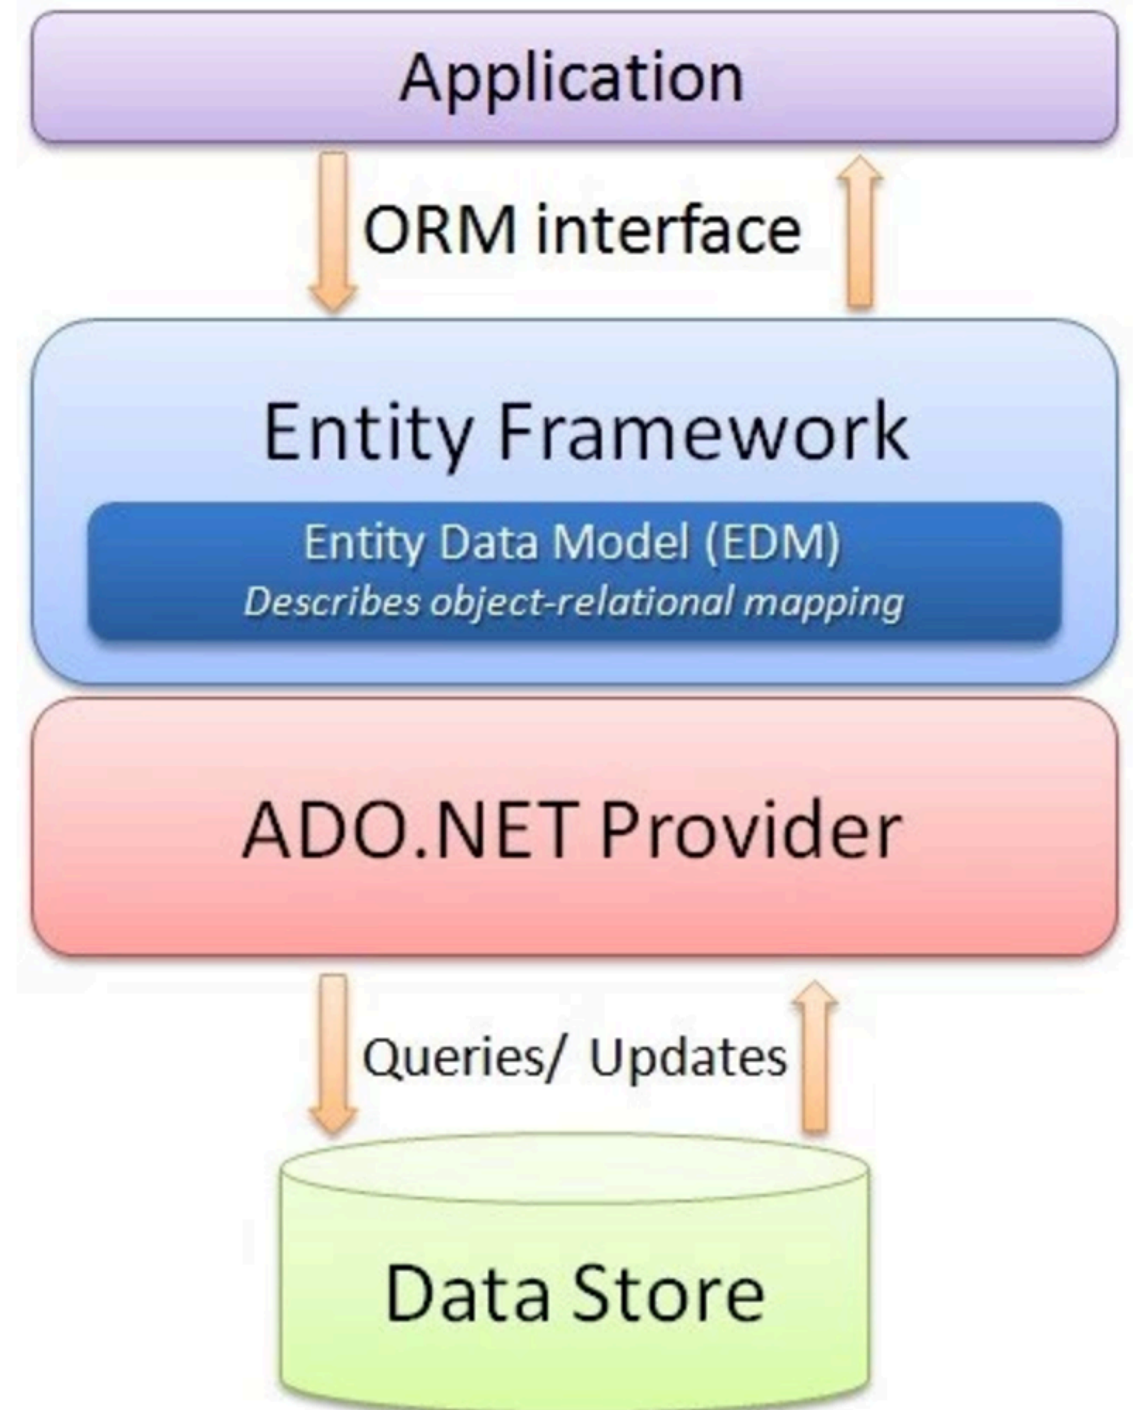 Application
ORM interface
Entity Framework
Entity Data Model (EDM)
Describes object-relational mapping
ADO.NET Provider
Queries/ Updates
Data Store